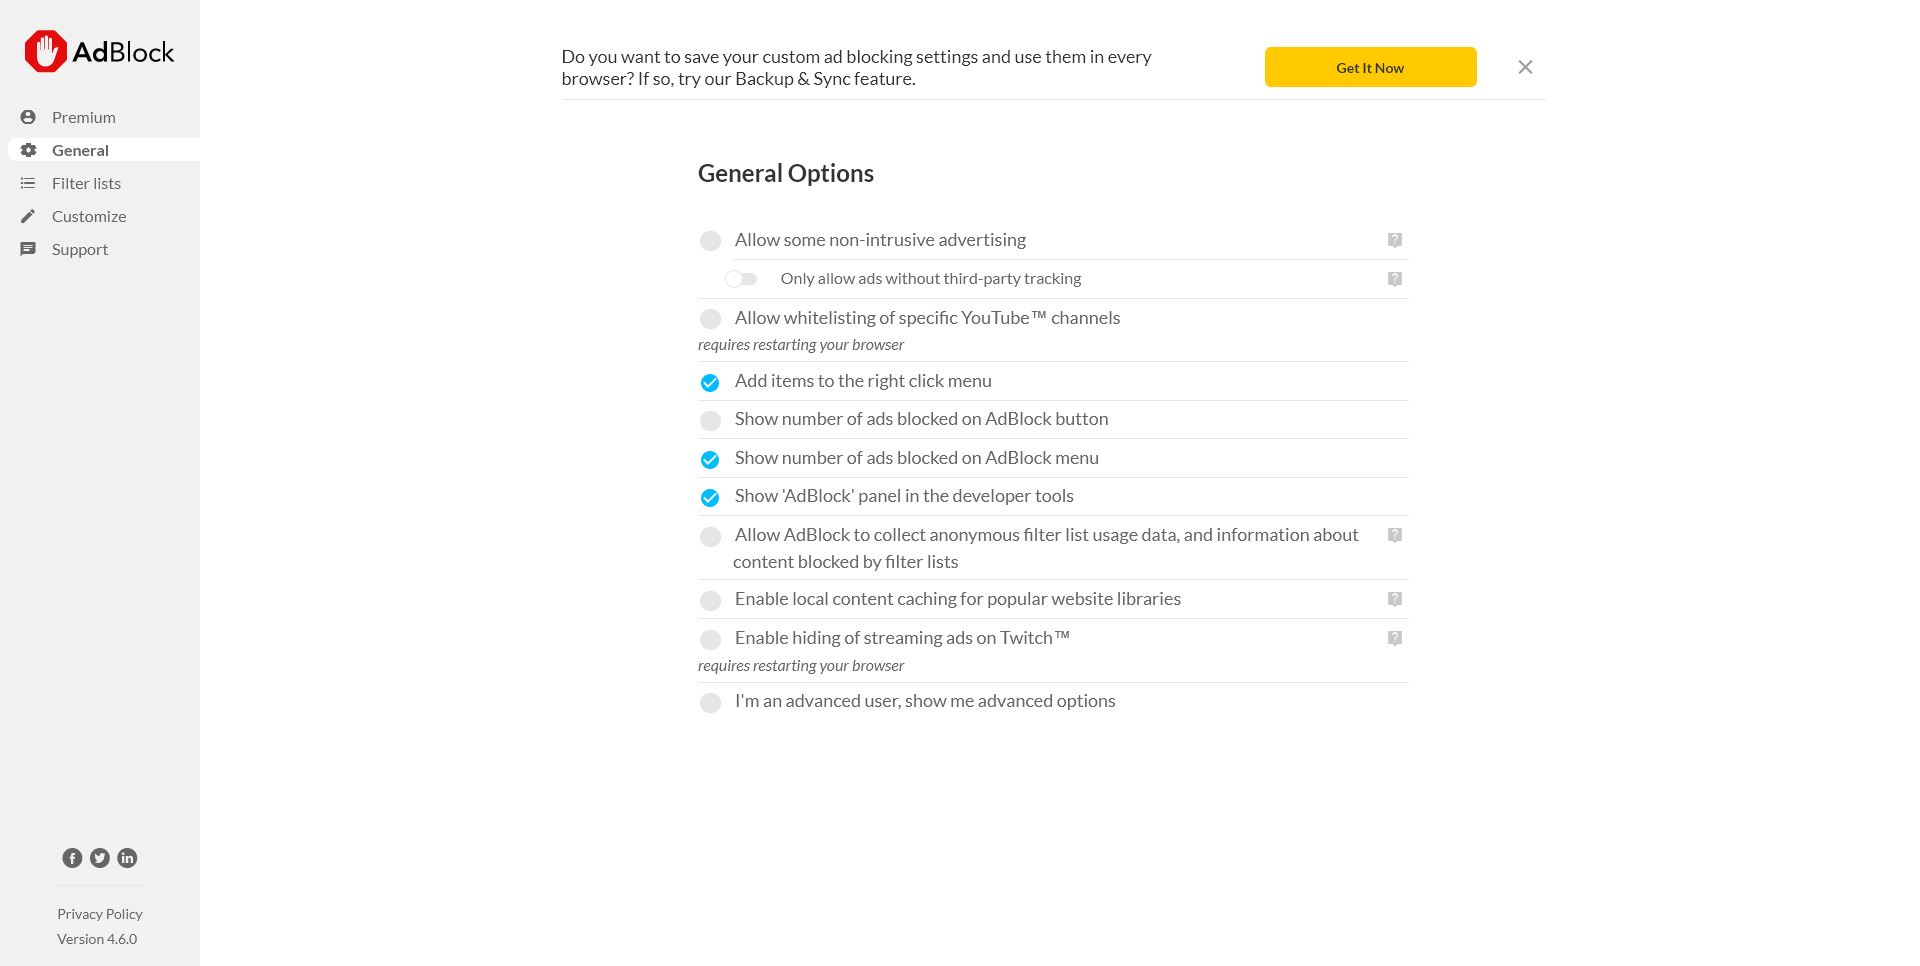 AdBlock
Premium
General
Filter lists
Customize
Support
Do you want to save your custom ad blocking settings and use them in every
browser? If so, try our Backup & Sync feature.
Get It Now
General Options
Allow some non-intrusive advertising
?
Only allow ads without third-party tracking
?
Allow whitelisting of specific YouTube™ channels
requires restarting your browser
Add items to the right click menu
Show number of ads blocked on AdBlock button
Show number of ads blocked on AdBlock menu
Show 'AdBlock' panel in the developer tools
Allow AdBlock to collect anonymous filter list usage data, and information about
?
content blocked by filter lists
Enable local content caching for popular website libraries
?
Enable hiding of streaming ads on Twitch™
?
requires restarting your browser
I'm an advanced user, show me advanced options
Privacy Policy
Version 4.6.0